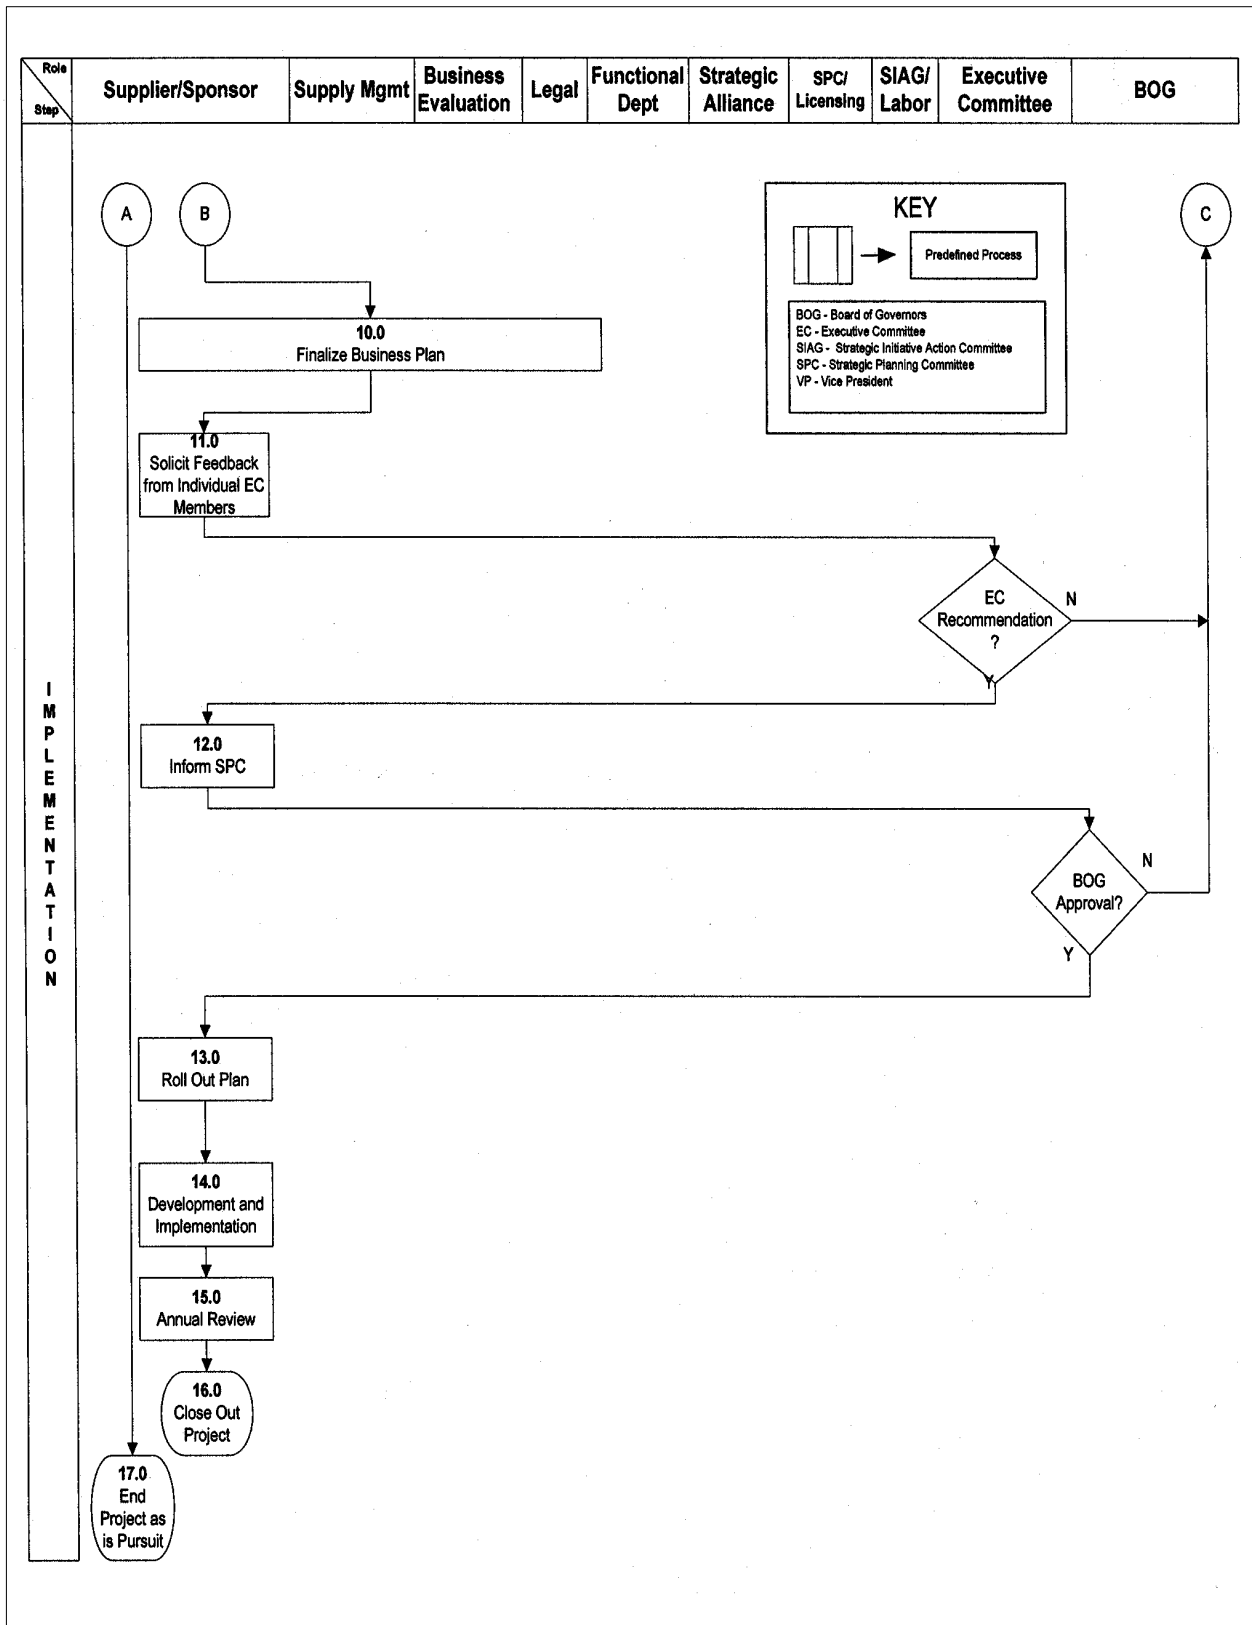 Role
Step
Supplier/Sponsor
Supply Mgmt
Business
Evaluation
Legal
Functional
Dept
Strategic
Alliance
SPC/
Licensing
SIAG/
Labor
Executive
Committee
BOG
A
B
C
KEY
Predefined Process
BOG - Board of Governors
EC - Executive Committee
SIAG - Strategic Initiative Action Committee
SPC - Strategic Planning Committee
VP - Vice President
10.0
Finalize Business Plan
11.0
Solicit Feedback
from Individual EC
Members
EC
Recommendation
?
N
Y
12.0
Inform SPC
BOG
Approval?
N
Y
I
M
P
L
E
M
E
N
T
A
T
I
O
N
13.0
Roll Out Plan
14.0
Development and
Implementation
15.0
Annual Review
16.0
Close Out
Project
17.0
End
Project as
is Pursuit